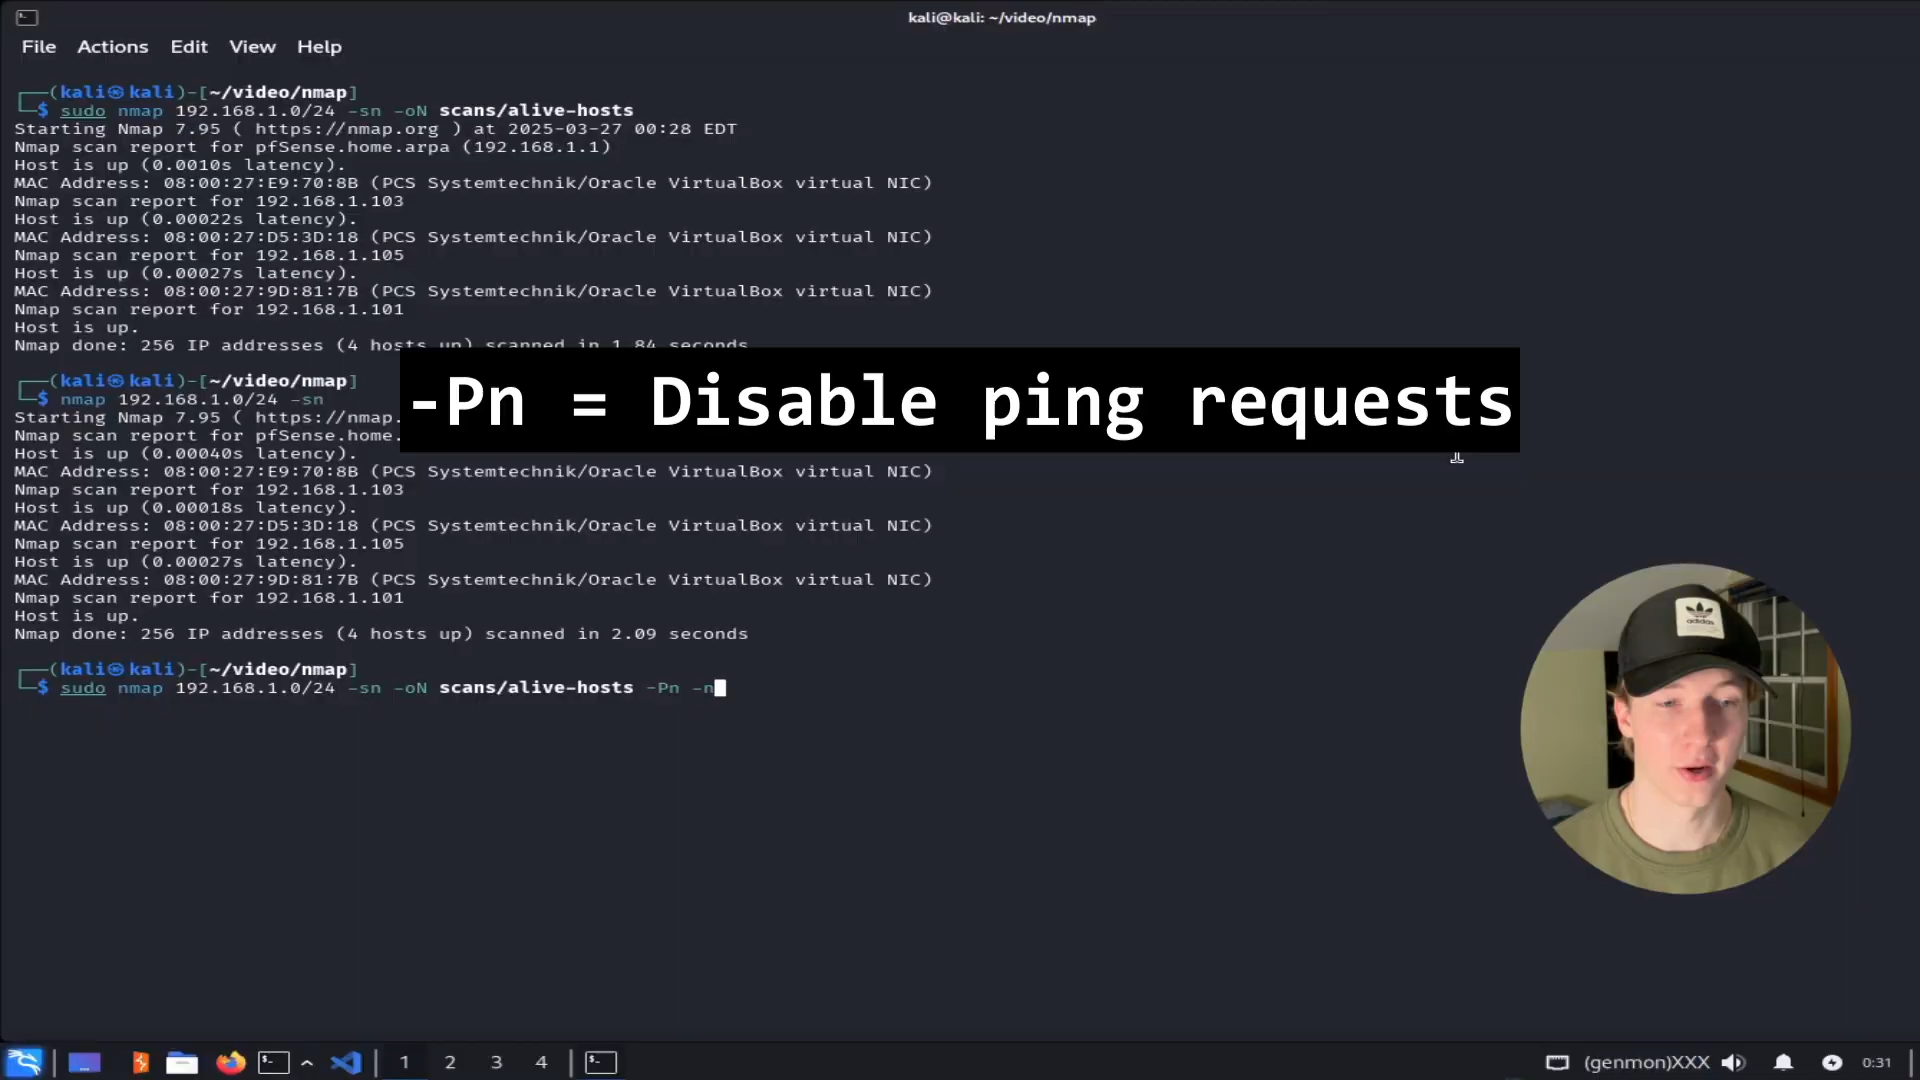 kali@kali: ~/video/nmap
File Actions Edit View Help
(kali㉿kali)-[~/video/nmap]
$ sudo nmap 192.168.1.0/24 -sn -oN scans/alive-hosts
Starting Nmap 7.95 ( https://nmap.org ) at 2025-03-27 00:28 EDT
Nmap scan report for pfSense.home.arpa (192.168.1.1)
Host is up (0.0010s latency).
MAC Address: 08:00:27:E9:70:8B (PCS Systemtechnik/Oracle VirtualBox virtual NIC)
Nmap scan report for 192.168.1.103
Host is up (0.00022s latency).
MAC Address: 08:00:27:D5:3D:18 (PCS Systemtechnik/Oracle VirtualBox virtual NIC)
Nmap scan report for 192.168.1.105
Host is up (0.00027s latency).
MAC Address: 08:00:27:9D:81:7B (PCS Systemtechnik/Oracle VirtualBox virtual NIC)
Nmap scan report for 192.168.1.101
Host is up.
Nmap done: 256 IP addresses (4 hosts up) scanned in 1.84 seconds
(kali㉿kali)-[~/video/nmap]
$ nmap 192.168.1.0/24 -sn
-Pn = Disable ping requests
Starting Nmap 7.95 ( https://nmap.
Nmap scan report for pfSense.home.
Host is up (0.00040s latency).
MAC Address: 08:00:27:E9:70:8B (PCS Systemtechnik/Oracle VirtualBox virtual NIC)
Nmap scan report for 192.168.1.103
Host is up (0.00018s latency).
MAC Address: 08:00:27:D5:3D:18 (PCS Systemtechnik/Oracle VirtualBox virtual NIC)
Nmap scan report for 192.168.1.105
Host is up (0.00027s latency).
MAC Address: 08:00:27:9D:81:7B (PCS Systemtechnik/Oracle VirtualBox virtual NIC)
Nmap scan report for 192.168.1.101
Host is up.
Nmap done: 256 IP addresses (4 hosts up) scanned in 2.09 seconds
(kali㉿kali)-[~/video/nmap]
$ sudo nmap 192.168.1.0/24 -sn -oN scans/alive-hosts -Pn -n
adidas
1 2 3 4
(genmon)XXX
0:31